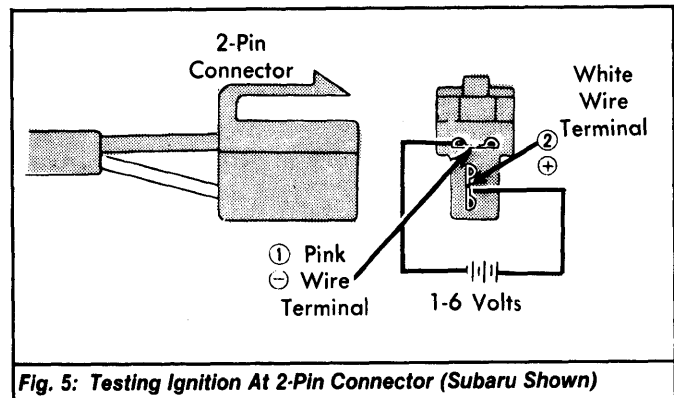 2-Pin
Connector
White
Wire
Terminal
②
⊕
① Pink
⊖ Wire
Terminal
1-6 Volts
Fig. 5: Testing Ignition At 2-Pin Connector (Subaru Shown)